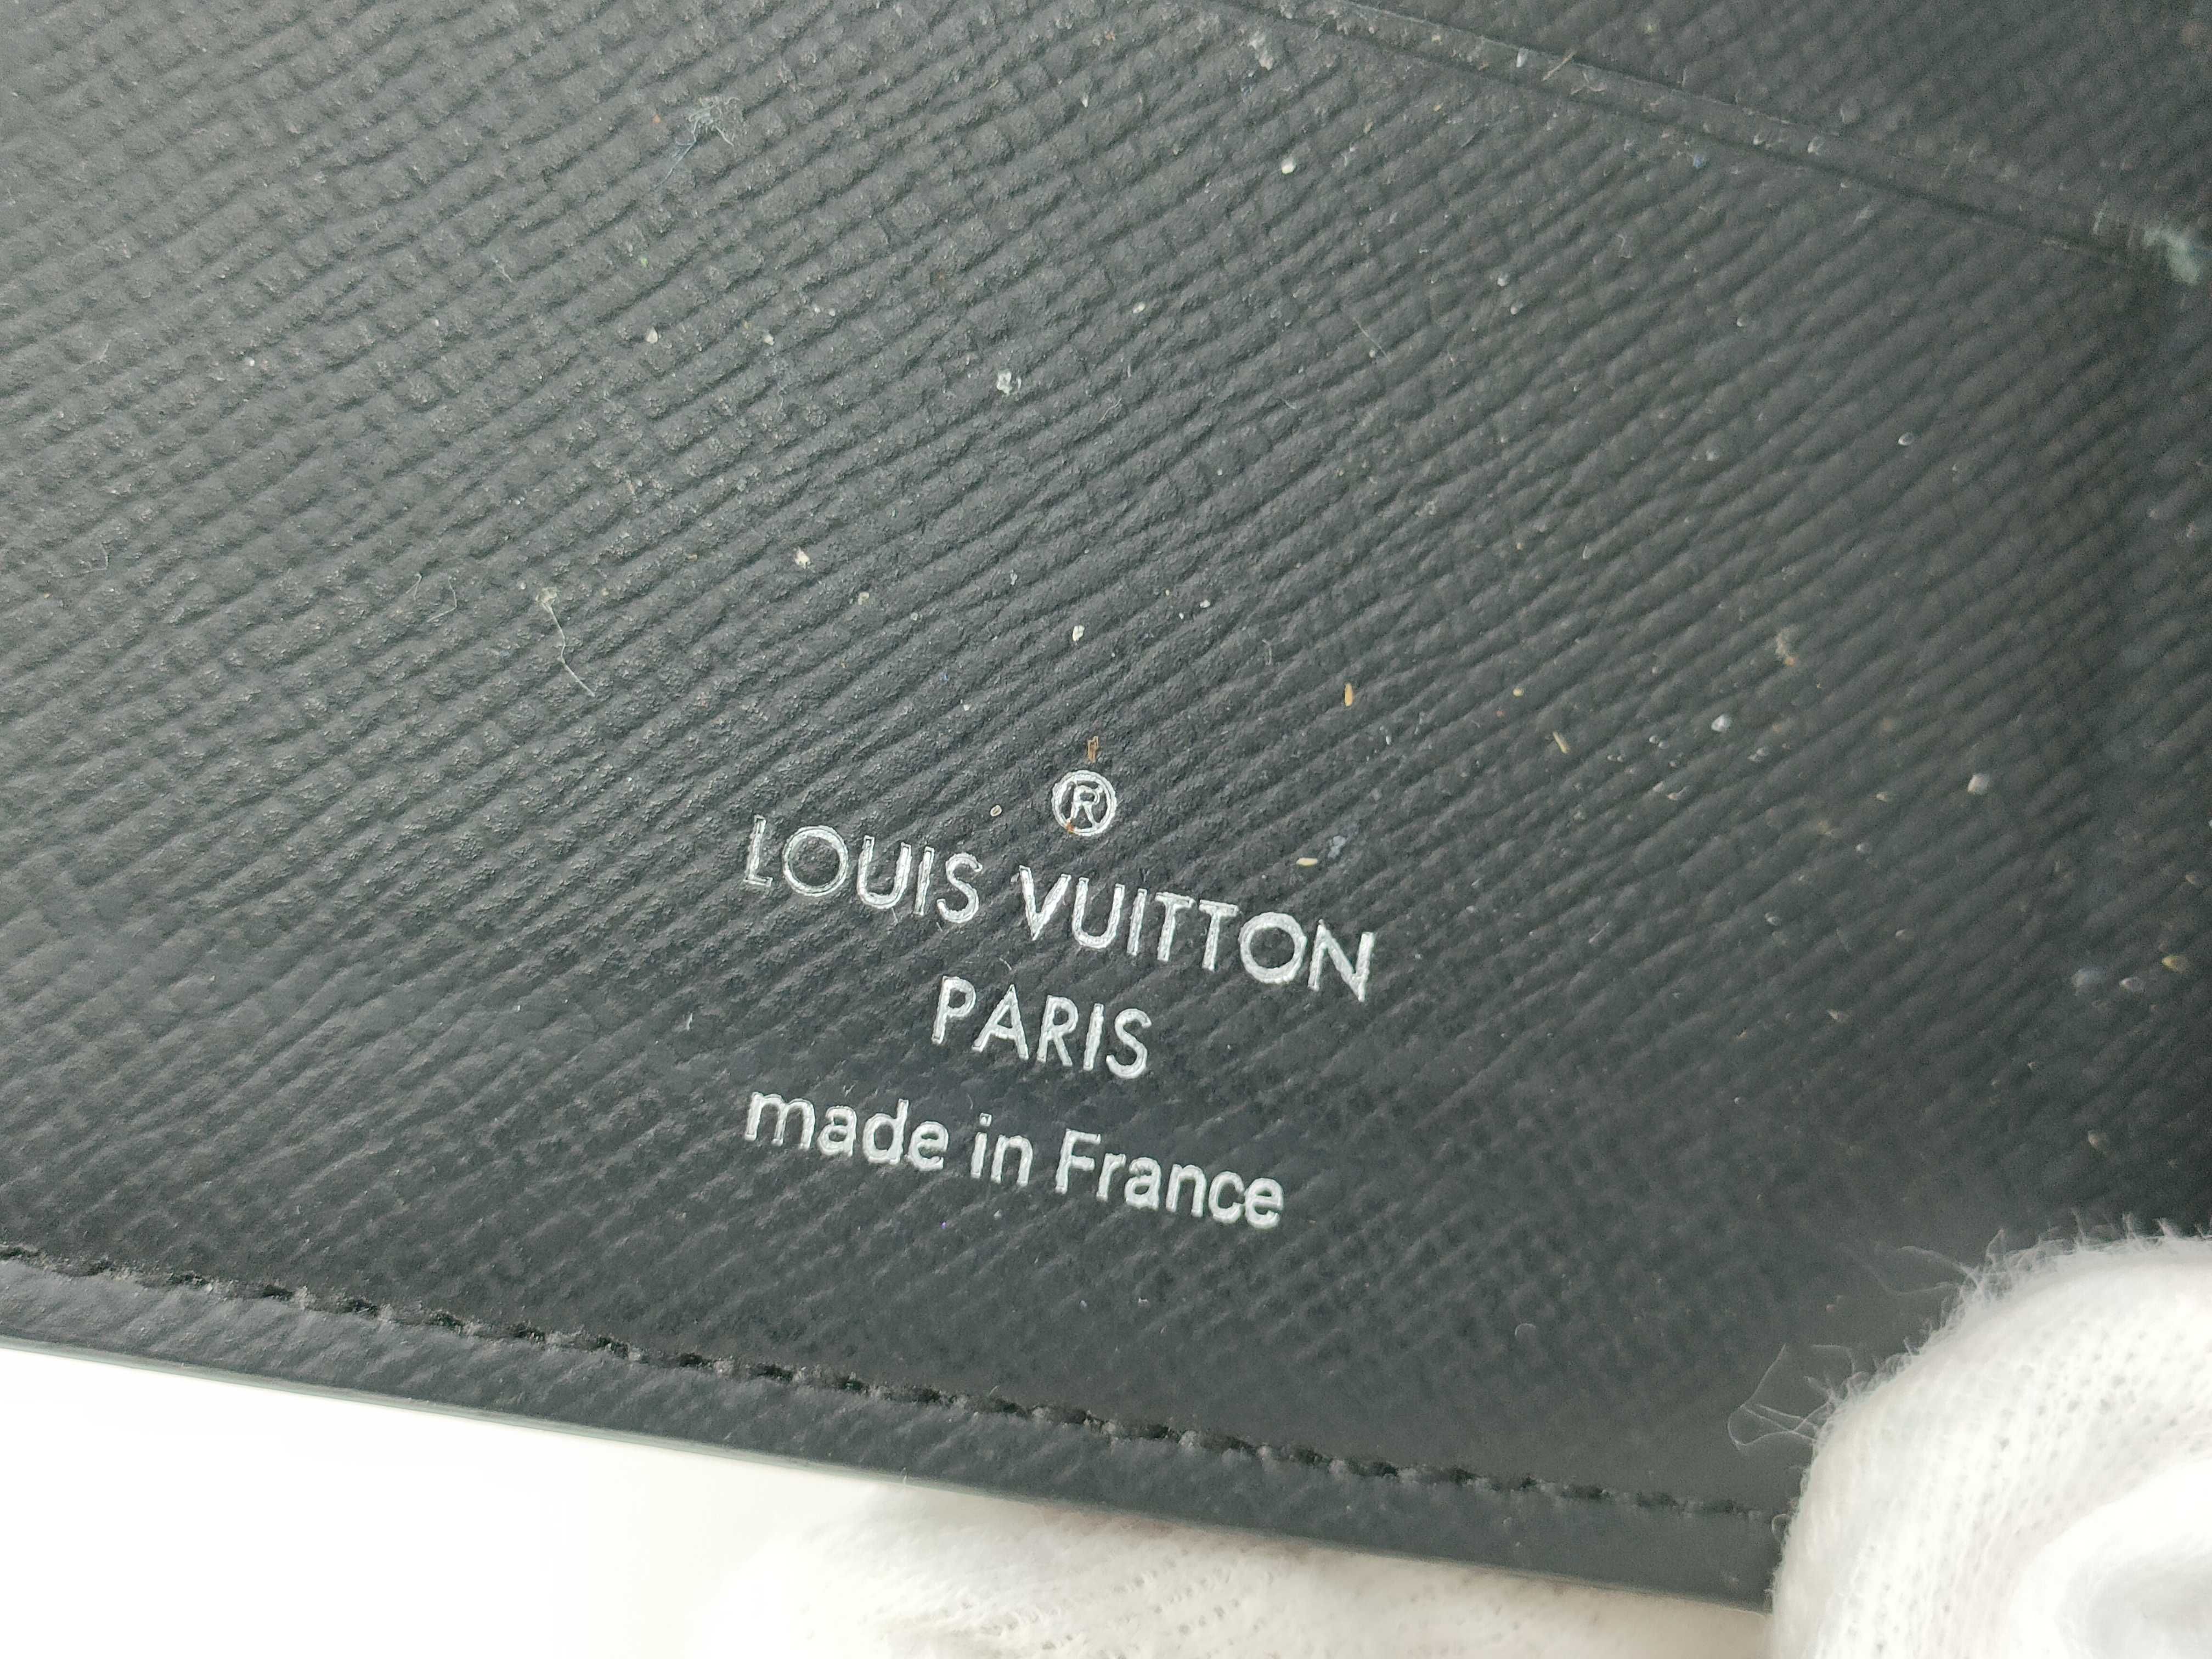 ®
LOUIS VUITTON
PARIS
made in France